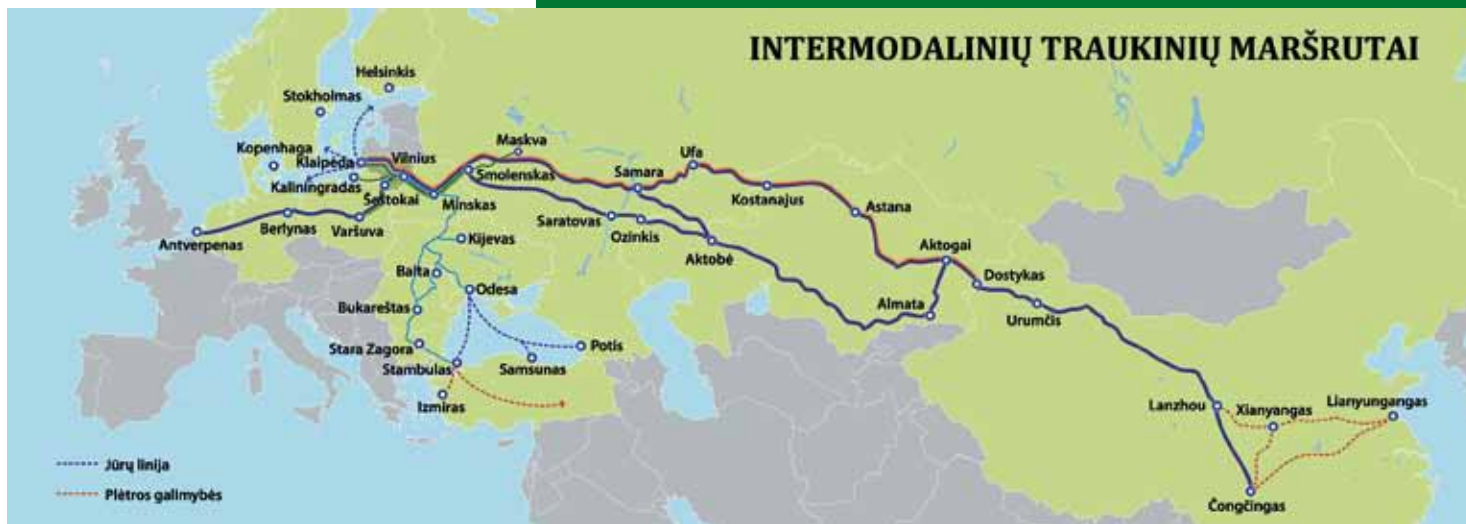 INTERMODALINIŲ TRAUKINIŲ MARŠRUTAI
Helsinkis
Stokholmas
Kopenhaga
Klaipėda
Vilnius
Kaliningradas
Šeštokai
Minskas
Smolenskas
Maskva
Samara
Ufa
Kostanajus
Astana
Antverpenas
Berlynas
Varšuva
Saratovas
Ozinkis
Aktobė
Aktogai
Dostykas
Almata
Urumčis
Kijevas
Balta
Odesa
Bukareštas
Stara Zagora
Stambulas
Samsunas
Potis
Izmiras
Lanzhou
Xianyangas
Lianyungangas
Čongčingas
Jūrų linija
Plėtros galimybės